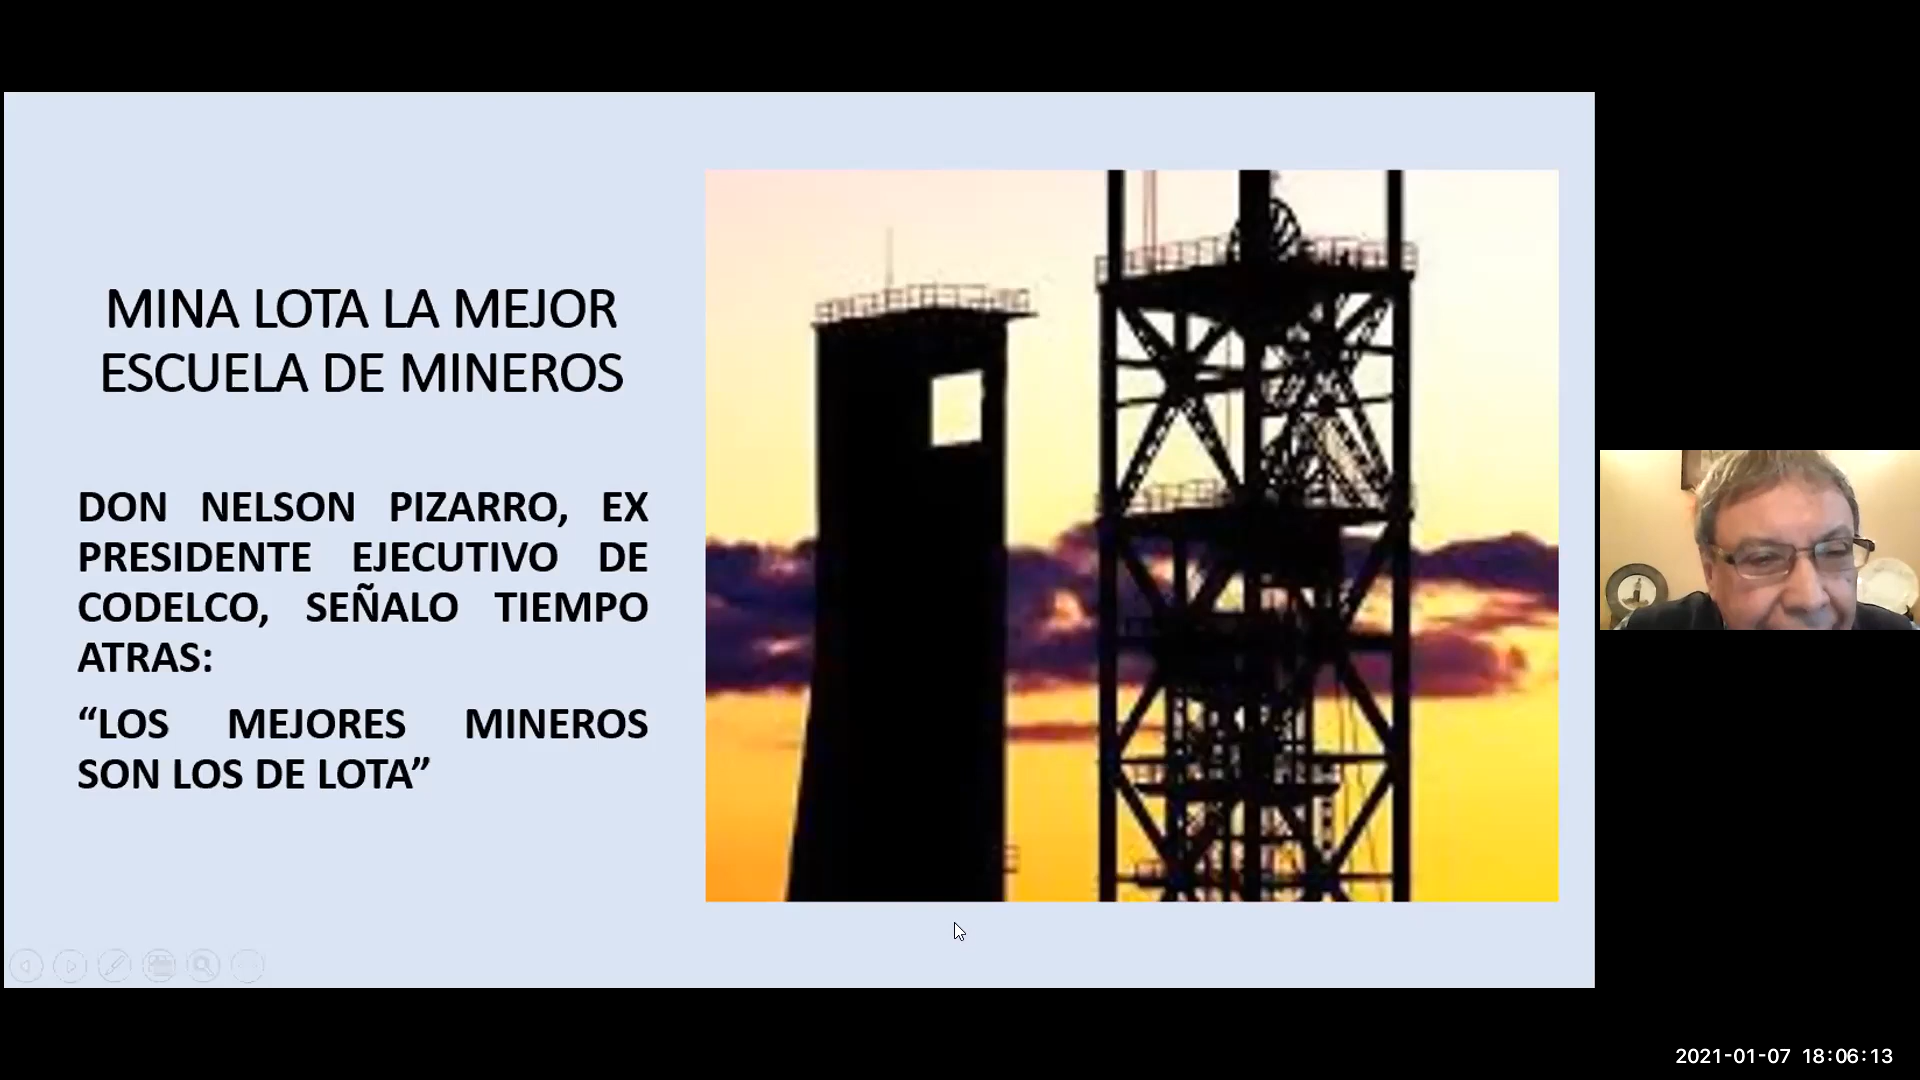 MINA LOTA LA MEJOR
ESCUELA DE MINEROS
DON NELSON PIZARRO, EX
PRESIDENTE EJECUTIVO DE
CODELCO, SEÑALO TIEMPO
ATRAS:
“LOS MEJORES MINEROS
SON LOS DE LOTA”
2021-01-07 18:06:13